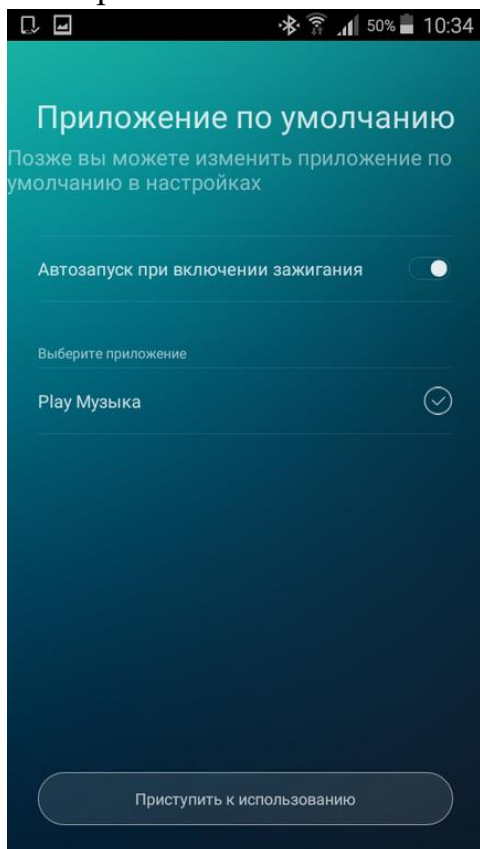 50% 10:34
Приложение по умолчанию
Позже вы можете изменить приложение по
умолчанию в настройках
Автозапуск при включении зажигания
Выберите приложение
Play Музыка
Приступить к использованию